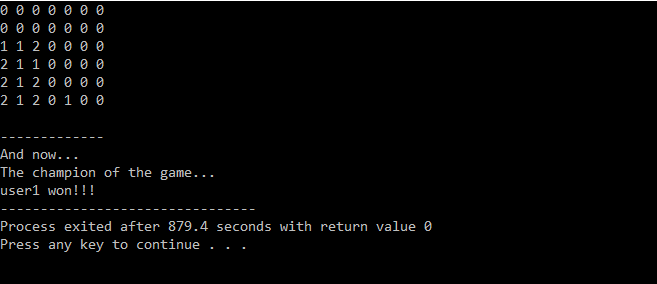 0 0 0 0 0 0 0
0 0 0 0 0 0 0
1 1 2 0 0 0 0
2 1 1 0 0 0 0
2 1 2 0 0 0 0
2 1 2 0 1 0 0
-------------
And now...
The champion of the game...
user1 won!!!
--------------------------------
Process exited after 879.4 seconds with return value 0
Press any key to continue . . .